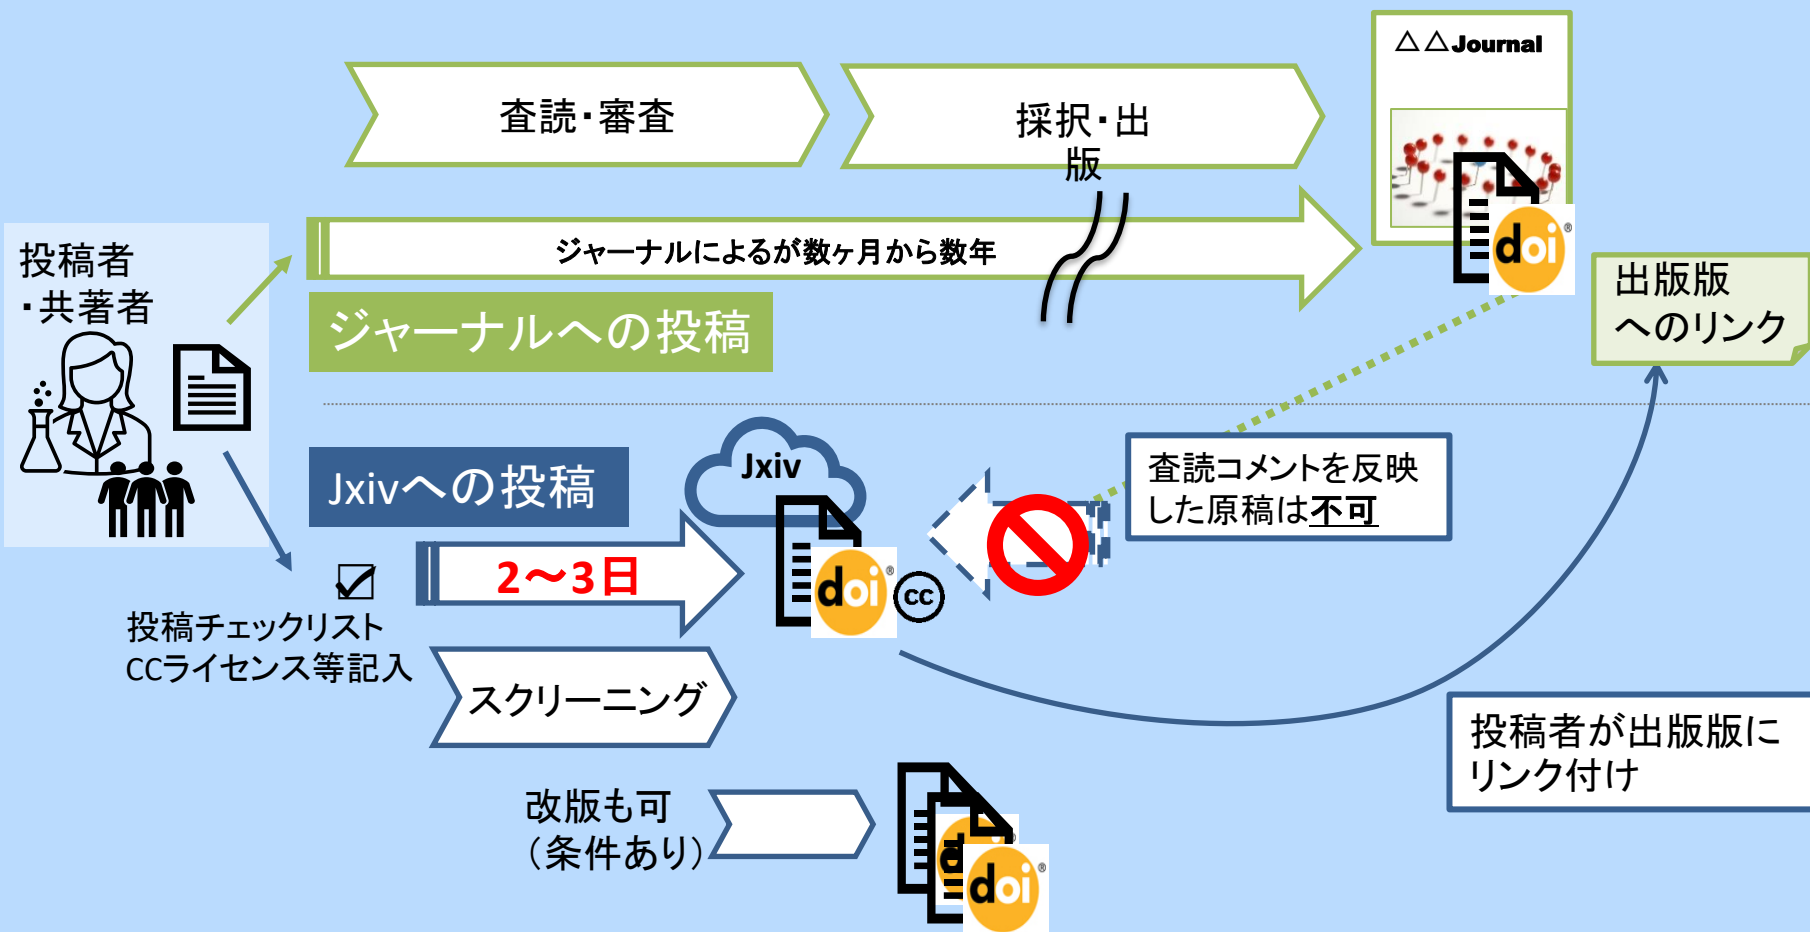 △△Journal
査読・審査
採択・出
版
ジャーナルによるが数ヶ月から数年
doi®
投稿者
・共著者
出版版
へのリンク
ジャーナルへの投稿
Jxivへの投稿
Jxiv
査読コメントを反映
した原稿は不可
2～3日
doi®
cc
投稿チェックリスト
CCライセンス等記入
スクリーニング
投稿者が出版版に
リンク付け
改版も可
（条件あり）
doi®